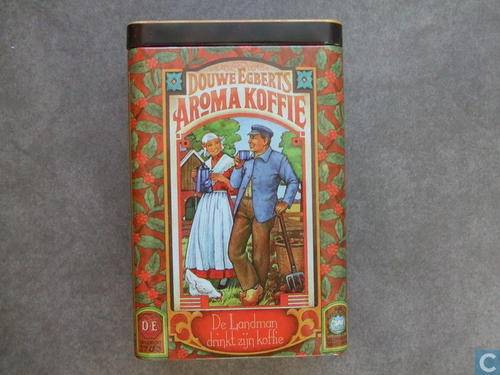 DOUWE EGBERTS
AROMA KOFFIE
De Landman
drinkt zijn koffie
D·E
C